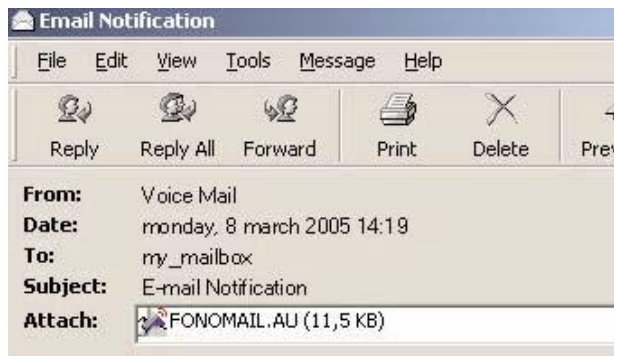 Email Notification
File Edit View Tools Message Help
Reply Reply All Forward Print Delete
From: Voice Mail
Date: monday, 8 march 2005 14:19
To: my_mailbox
Subject: E-mail Notification
Attach: FONOMAIL.AU (11,5 KB)